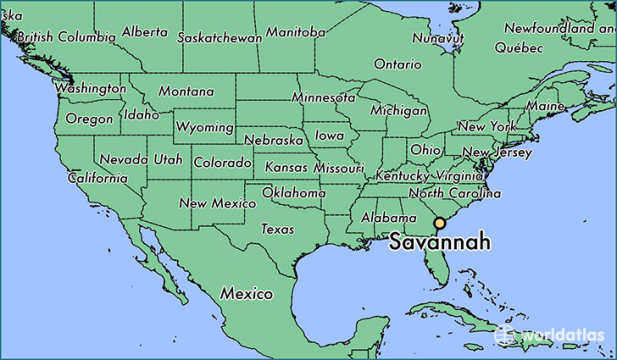 ska
British Columbia
Alberta
Saskatchewan
Manitoba
Nunavut
Newfoundland and
Québec
Ontario
Washington
Montana
Minnesota
Michigan
Maine
Oregon
Idaho
Wyoming
Nebraska
Iowa
New York
Ohio
New Jersey
Nevada
Utah
Colorado
Kansas
Missouri
Kentucky
Virginia
California
Oklahoma
North Carolina
New Mexico
Texas
Alabama
Savannah
Mexico
worldatlas